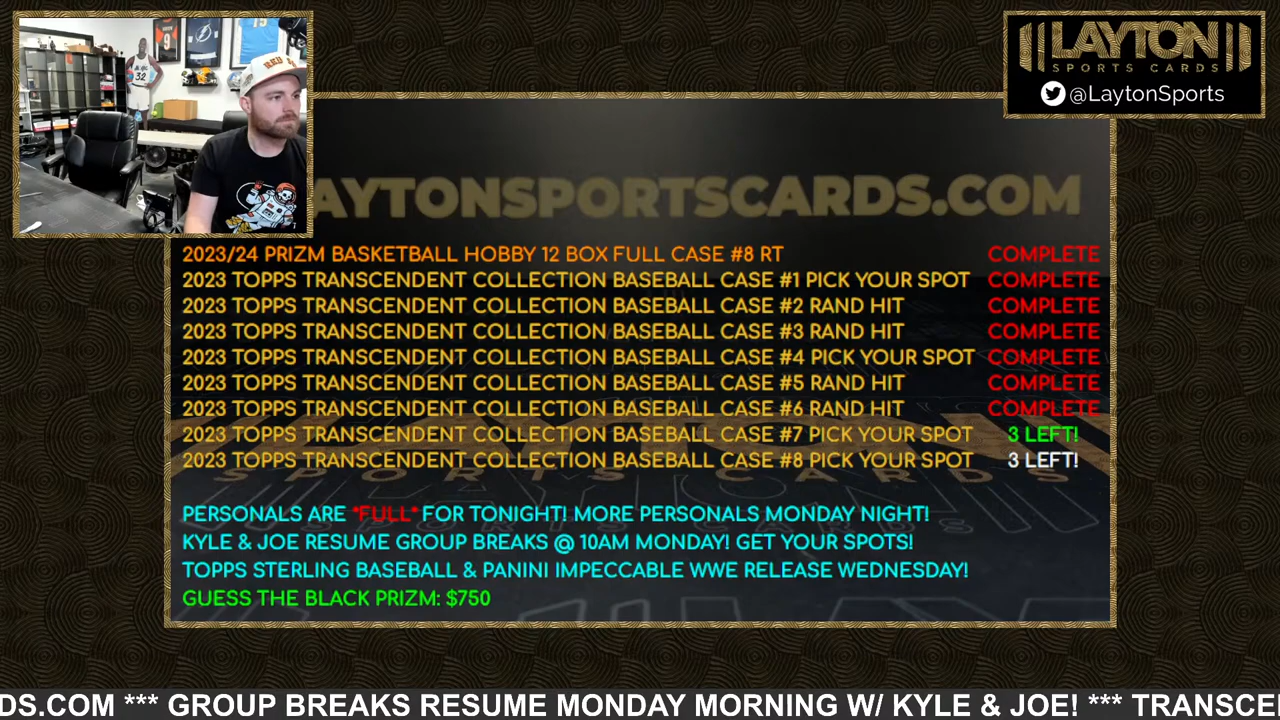 LAYTON
SPORTS CARDS
@LaytonSports
AYTONSPORTSCARDS.COM
2023/24 PRIZM BASKETBALL HOBBY 12 BOX FULL CASE #8 RT COMPLETE
2023 TOPPS TRANSCENDENT COLLECTION BASEBALL CASE #1 PICK YOUR SPOT COMPLETE
2023 TOPPS TRANSCENDENT COLLECTION BASEBALL CASE #2 RAND HIT COMPLETE
2023 TOPPS TRANSCENDENT COLLECTION BASEBALL CASE #3 RAND HIT COMPLETE
2023 TOPPS TRANSCENDENT COLLECTION BASEBALL CASE #4 PICK YOUR SPOT COMPLETE
2023 TOPPS TRANSCENDENT COLLECTION BASEBALL CASE #5 RAND HIT COMPLETE
2023 TOPPS TRANSCENDENT COLLECTION BASEBALL CASE #6 RAND HIT COMPLETE
2023 TOPPS TRANSCENDENT COLLECTION BASEBALL CASE #7 PICK YOUR SPOT 3 LEFT!
2023 TOPPS TRANSCENDENT COLLECTION BASEBALL CASE #8 PICK YOUR SPOT 3 LEFT!
SPORTS CARDS
PERSONALS ARE *FULL* FOR TONIGHT! MORE PERSONALS MONDAY NIGHT!
KYLE & JOE RESUME GROUP BREAKS @ 10AM MONDAY! GET YOUR SPOTS!
TOPPS STERLING BASEBALL & PANINI IMPECCABLE WWE RELEASE WEDNESDAY!
GUESS THE BLACK PRIZM: $750
DS.COM *** GROUP BREAKS RESUME MONDAY MORNING W/ KYLE & JOE! *** TRANSCE